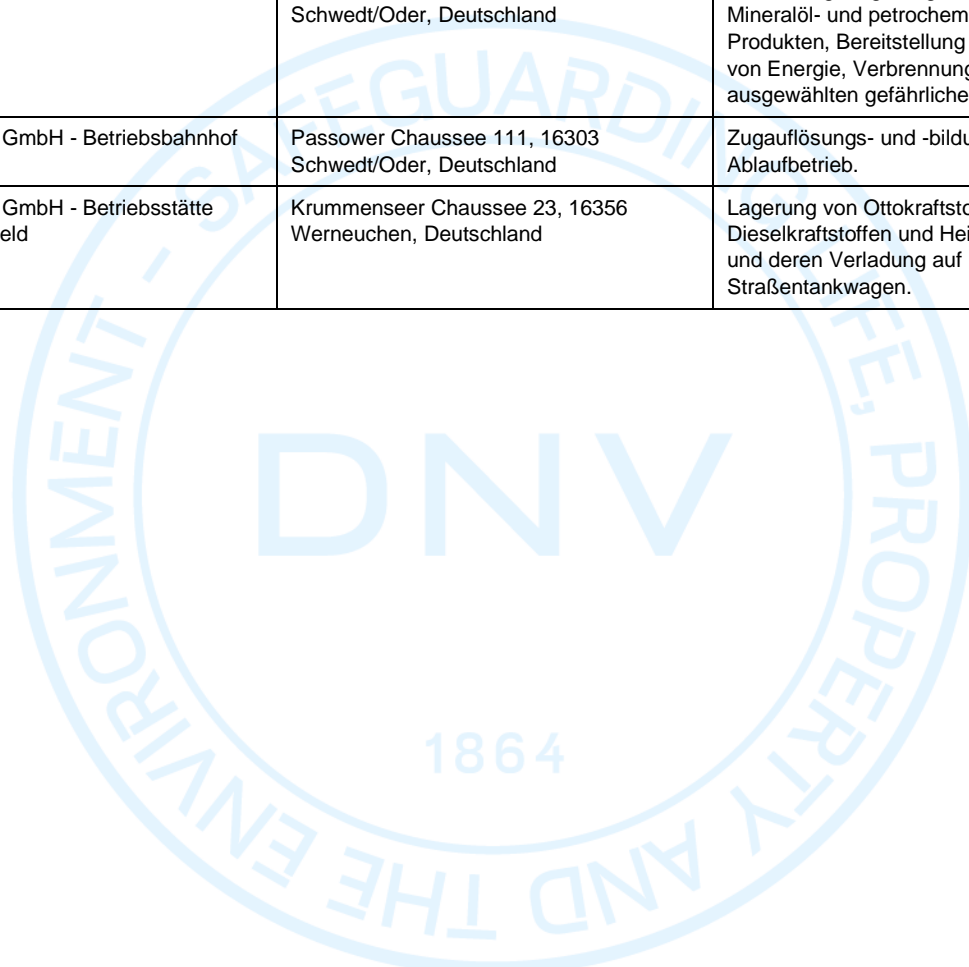 Schwedt/Oder, Deutschland
Mineralöl- und petrochem
Produkten, Bereitstellung
von Energie, Verbrennung
ausgewählten gefährliche
GmbH - Betriebsbahnhof
Passower Chaussee 111, 16303
Schwedt/Oder, Deutschland
Zugauflösungs- und -bildu
Ablaufbetrieb.
GmbH - Betriebsstätte
eld
Krummenseer Chaussee 23, 16356
Werneuchen, Deutschland
Lagerung von Ottokraftsto
Dieselkraftstoffen und Hei
und deren Verladung auf
Straßentankwagen.
SAFEGUARDING LIFE, PROPERTY AND THE ENVIRONMENT -
DNV
1864